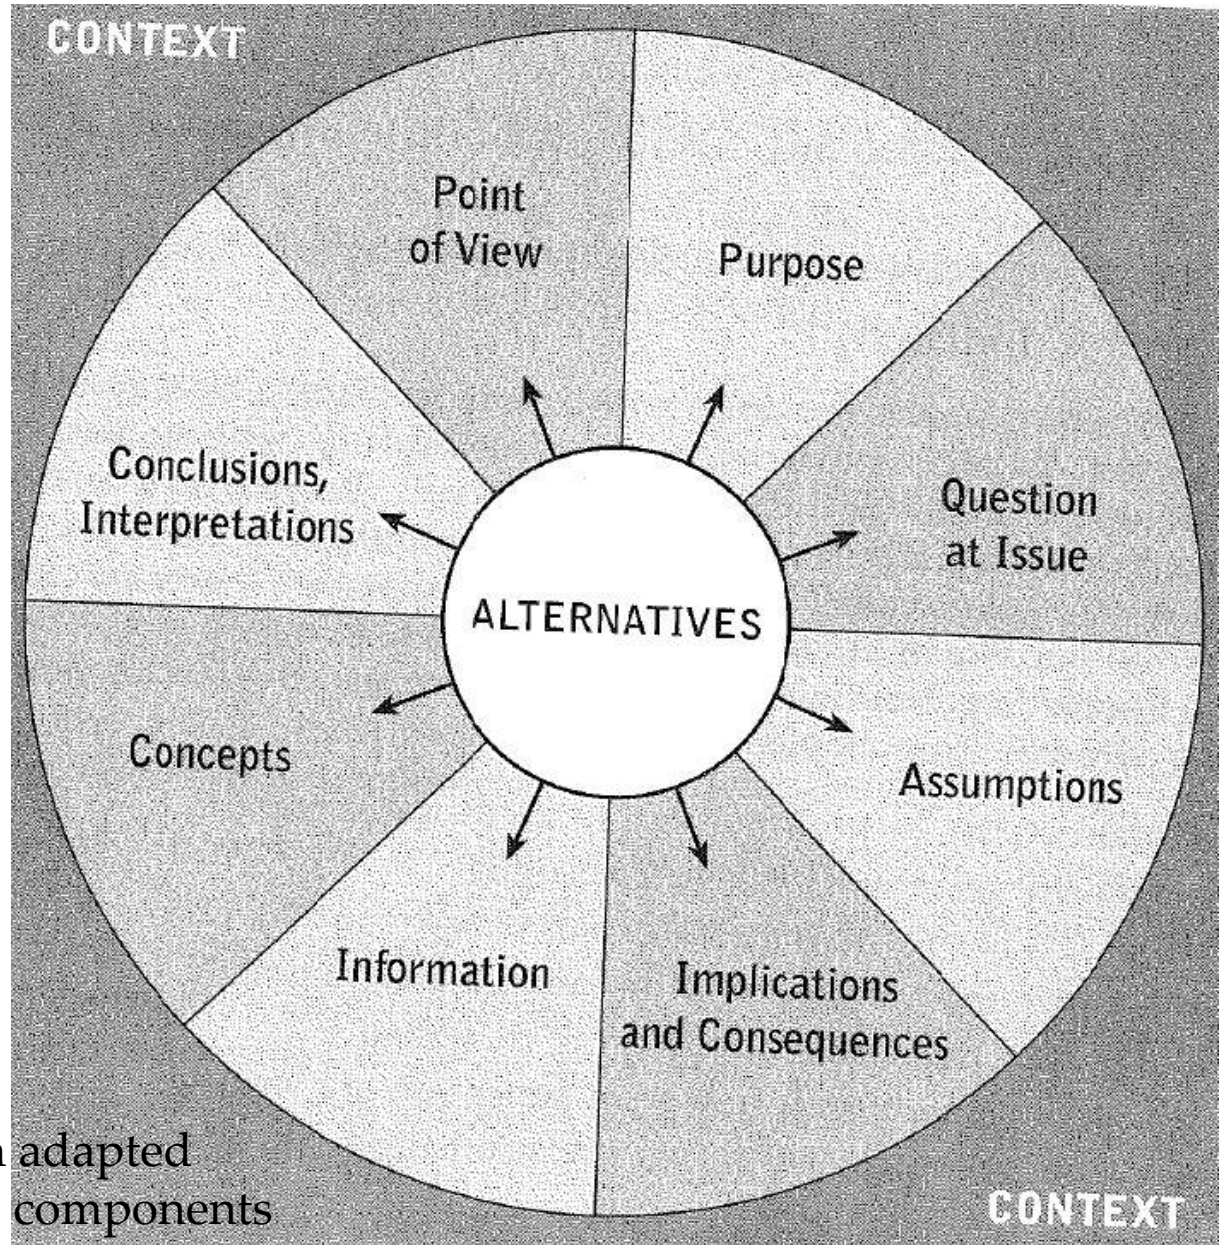 CONTEXT
Point
of View
Purpose
Conclusions,
Interpretations
Question
at Issue
ALTERNATIVES
Concepts
Assumptions
Information
Implications
and Consequences
adapted
components
CONTEXT